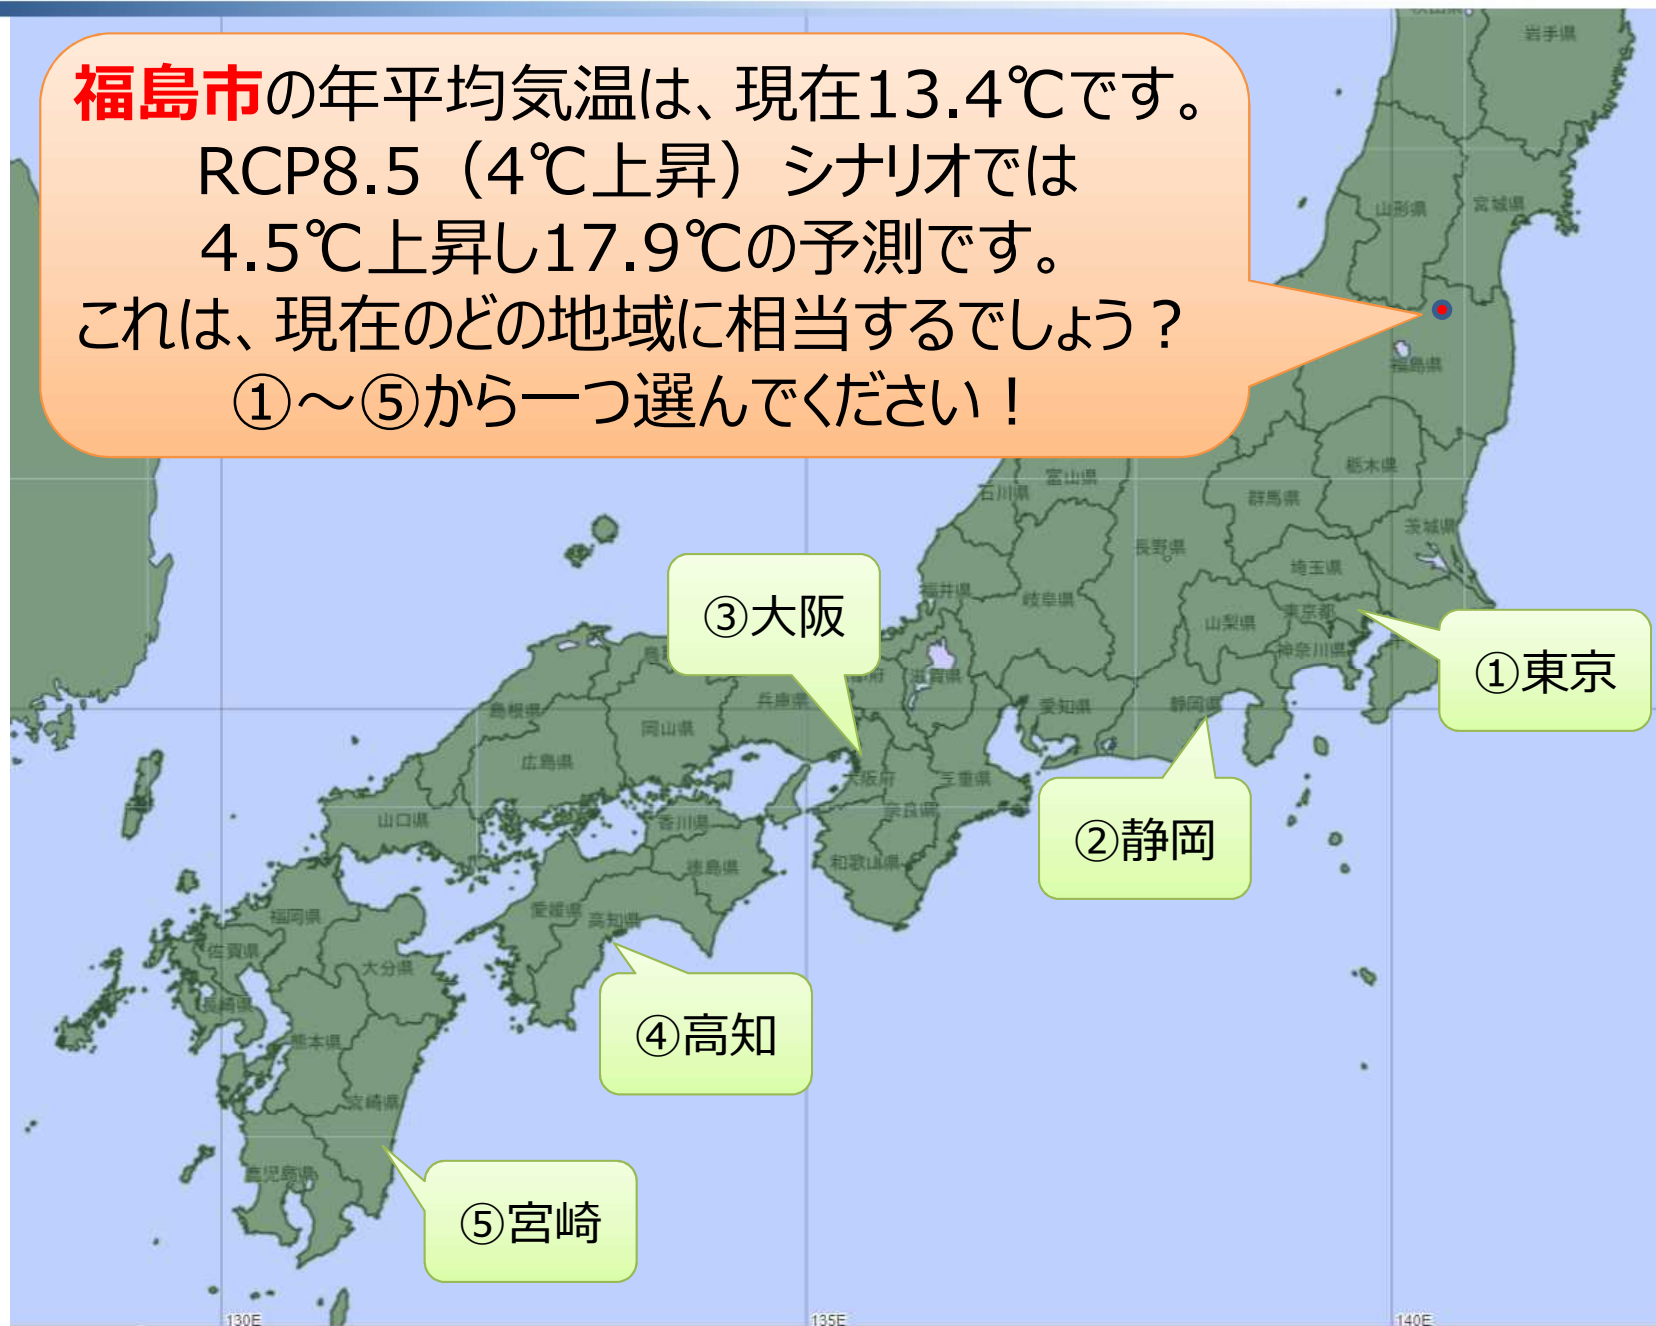 岩手県
福島市の年平均気温は、現在13.4℃です。
RCP8.5（4℃上昇）シナリオでは
4.5℃上昇し17.9℃の予測です。
これは、現在のどの地域に相当するでしょう？
①～⑤から一つ選んでください！
山形県
宮城県
福島県
富山県
石川県
群馬県
栃木県
茨城県
長野県
埼玉県
福井県
岐阜県
山梨県
東京都
神奈川県
③大阪
①東京
滋賀県
兵庫県
島根県
岡山県
愛知県
静岡県
広島県
大阪府
三重県
奈良県
②静岡
山口県
香川県
徳島県
和歌山県
愛媛県
高知県
福岡県
佐賀県
大分県
長崎県
熊本県
④高知
宮崎県
鹿児島県
⑤宮崎
130E
135E
140E